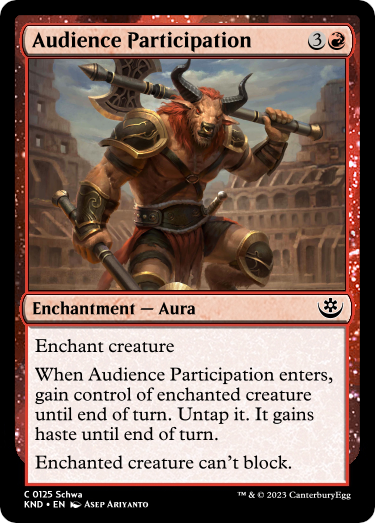 Audience Participation 3
Enchantment — Aura
Enchant creature
When Audience Participation enters,
gain control of enchanted creature
until end of turn. Untap it. It gains
haste until end of turn.
Enchanted creature can't block.
C 0125 Schwa
KND • EN Asep Ariyanto
™ & © 2023 CanterburyEgg